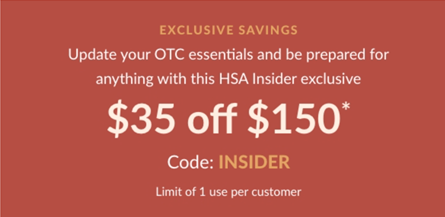 EXCLUSIVE SAVINGS
Update your OTC essentials and be prepared for
anything with this HSA Insider exclusive
$35 off $150*
Code: INSIDER
Limit of 1 use per customer